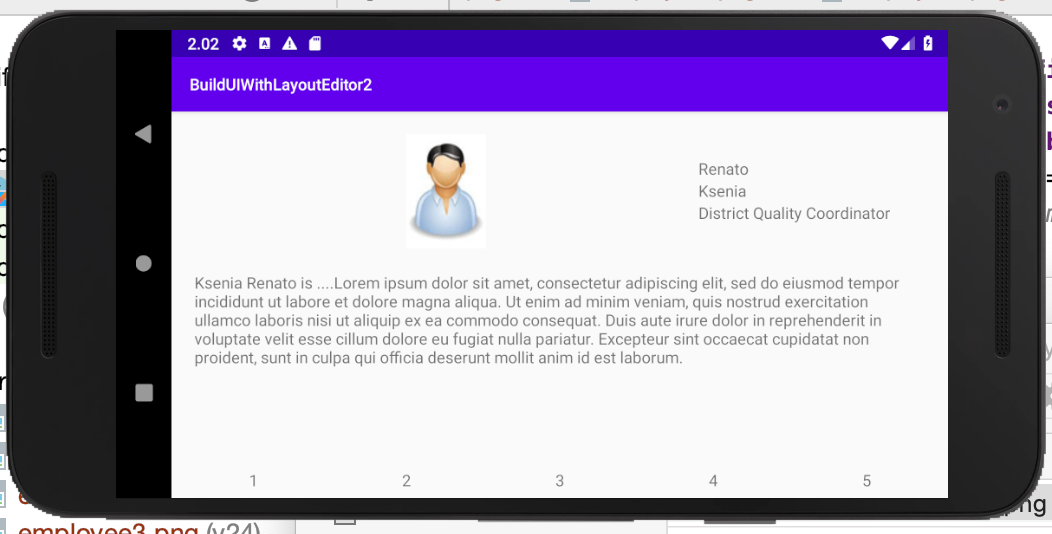 2.02
BuildUIWithLayoutEditor2
Renato
Ksenia
District Quality Coordinator
Ksenia Renato is ....Lorem ipsum dolor sit amet, consectetur adipiscing elit, sed do eiusmod tempor
incididunt ut labore et dolore magna aliqua. Ut enim ad minim veniam, quis nostrud exercitation
ullamco laboris nisi ut aliquip ex ea commodo consequat. Duis aute irure dolor in reprehenderit in
voluptate velit esse cillum dolore eu fugiat nulla pariatur. Excepteur sint occaecat cupidatat non
proident, sunt in culpa qui officia deserunt mollit anim id est laborum.
1 2 3 4 5
employee3.png (v24)